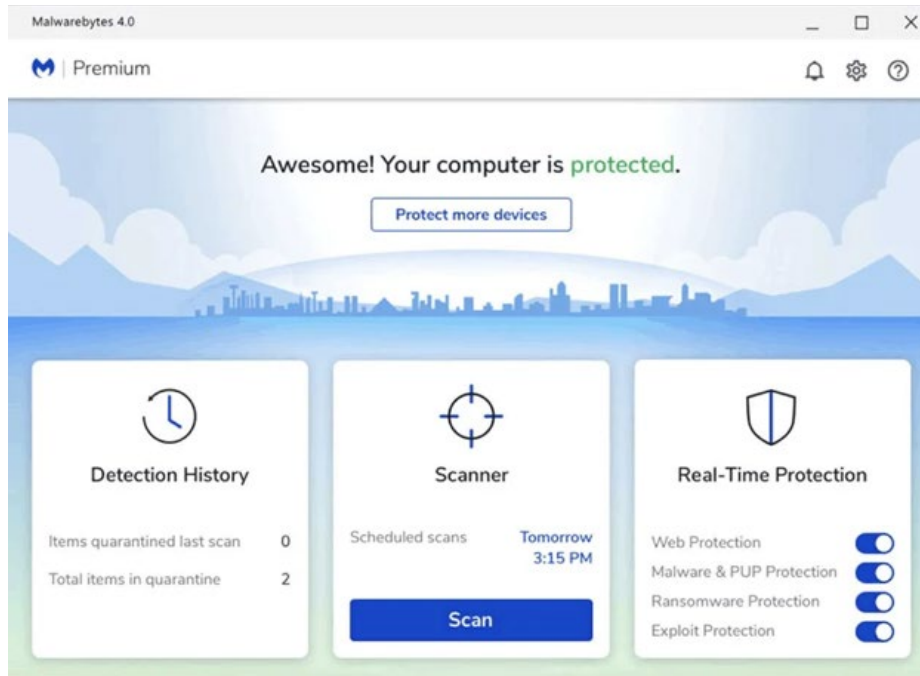 Malwarebytes 4.0
Premium
Awesome! Your computer is protected.
Protect more devices
Detection History
Items quarantined last scan 0
Total items in quarantine 2
Scanner
Scheduled scans Tomorrow
3:15 PM
Scan
Real-Time Protection
Web Protection
Malware & PUP Protection
Ransomware Protection
Exploit Protection